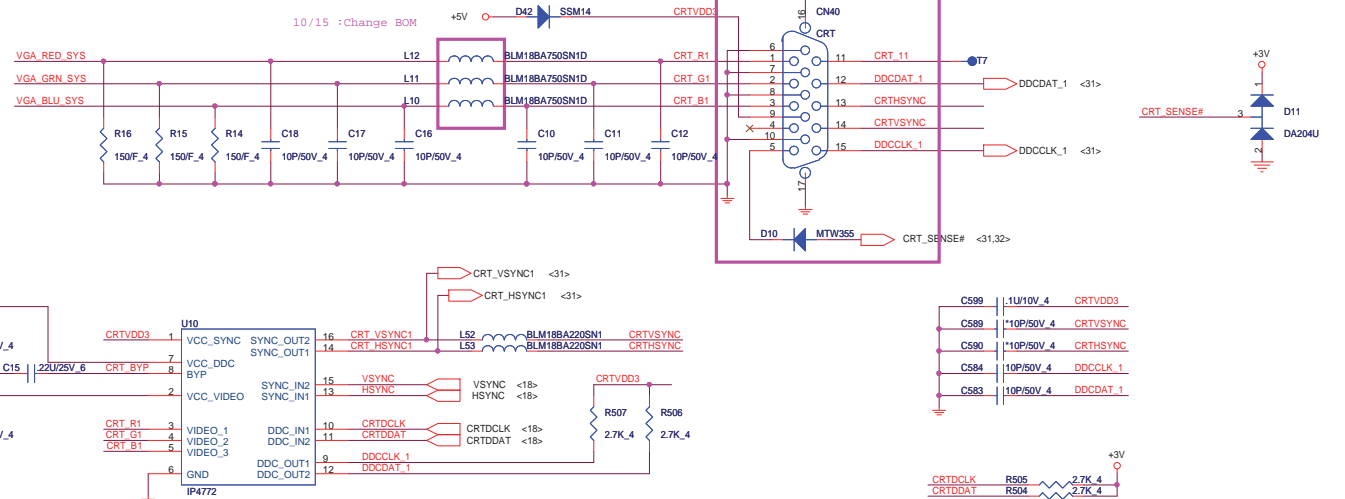 10/15 :Change BOM
+5V D42 SSM14 CRTVDD3 16 CN40
CRT
VGA_RED_SYS L12 BLM18BA750SN1D CRT_R1 6 1 11 CRT_11 T7
VGA_GRN_SYS L11 BLM18BA750SN1D CRT_G1 7 2 12 DDCDAT_1 DDCDAT_1 <31>
VGA_BLU_SYS L10 BLM18BA750SN1D CRT_B1 8 3 13 CRTHSYNC
9 4 14 CRTVSYNC
10 5 15 DDCCLK_1 DDCCLK_1 <31>
R16 R15 R14 C18 C17 C16 C10 C11 C12
150/F_4 150/F_4 150/F_4 10P/50V_4 10P/50V_4 10P/50V_4 10P/50V_4 10P/50V_4 10P/50V_4
17
D10 MTW355 CRT_SENSE# <31,32>
+3V
1
CRT_SENSE# 3 D11
DA204U
2
CRT_VSYNC1 <31>
CRT_HSYNC1 <31>
U10
CRTVDD3 1 VCC_SYNC SYNC_OUT2 16 CRT_VSYNC1 L52 BLM18BA220SN1 CRTVSYNC
SYNC_OUT1 14 CRT_HSYNC1 L53 BLM18BA220SN1 CRTHSYNC
V_4
7 VCC_DDC
C15 .22U/25V_6 CRT_BYP 8 BYP
SYNC_IN2 15 VSYNC VSYNC <18>
2 VCC_VIDEO SYNC_IN1 13 HSYNC HSYNC <18>
CRTVDD3
R507 R506
2.7K_4 2.7K_4
CRT_R1 3 VIDEO_1 DDC_IN1 10 CRTDCLK CRTDCLK <18>
V_4
CRT_G1 4 VIDEO_2 DDC_IN2 11 CRTDDAT CRTDDAT <18>
CRT_B1 5 VIDEO_3
DDC_OUT1 9 DDCCLK_1
6 GND DDC_OUT2 12 DDCDAT_1
IP4772
C599 .1U/10V_4 CRTVDD3
C589 *10P/50V_4 CRTVSYNC
C590 *10P/50V_4 CRTHSYNC
C584 10P/50V_4 DDCCLK_1
C583 10P/50V_4 DDCDAT_1
+3V
CRTDCLK R505 2.7K_4
CRTDDAT R504 2.7K_4